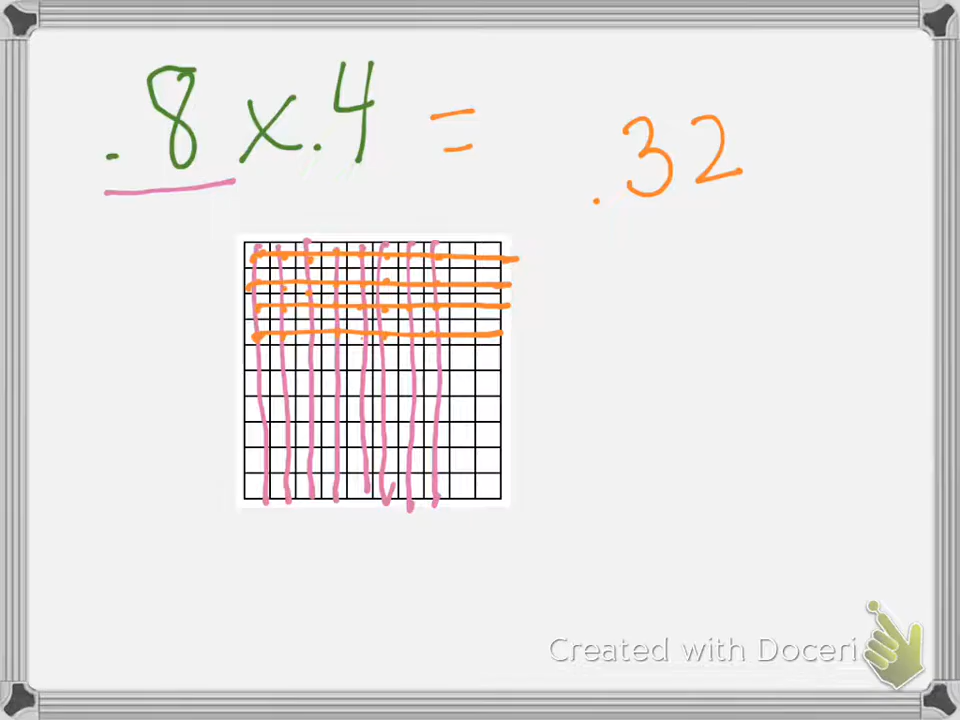 .8 x .4 = .32
Created with Doceri